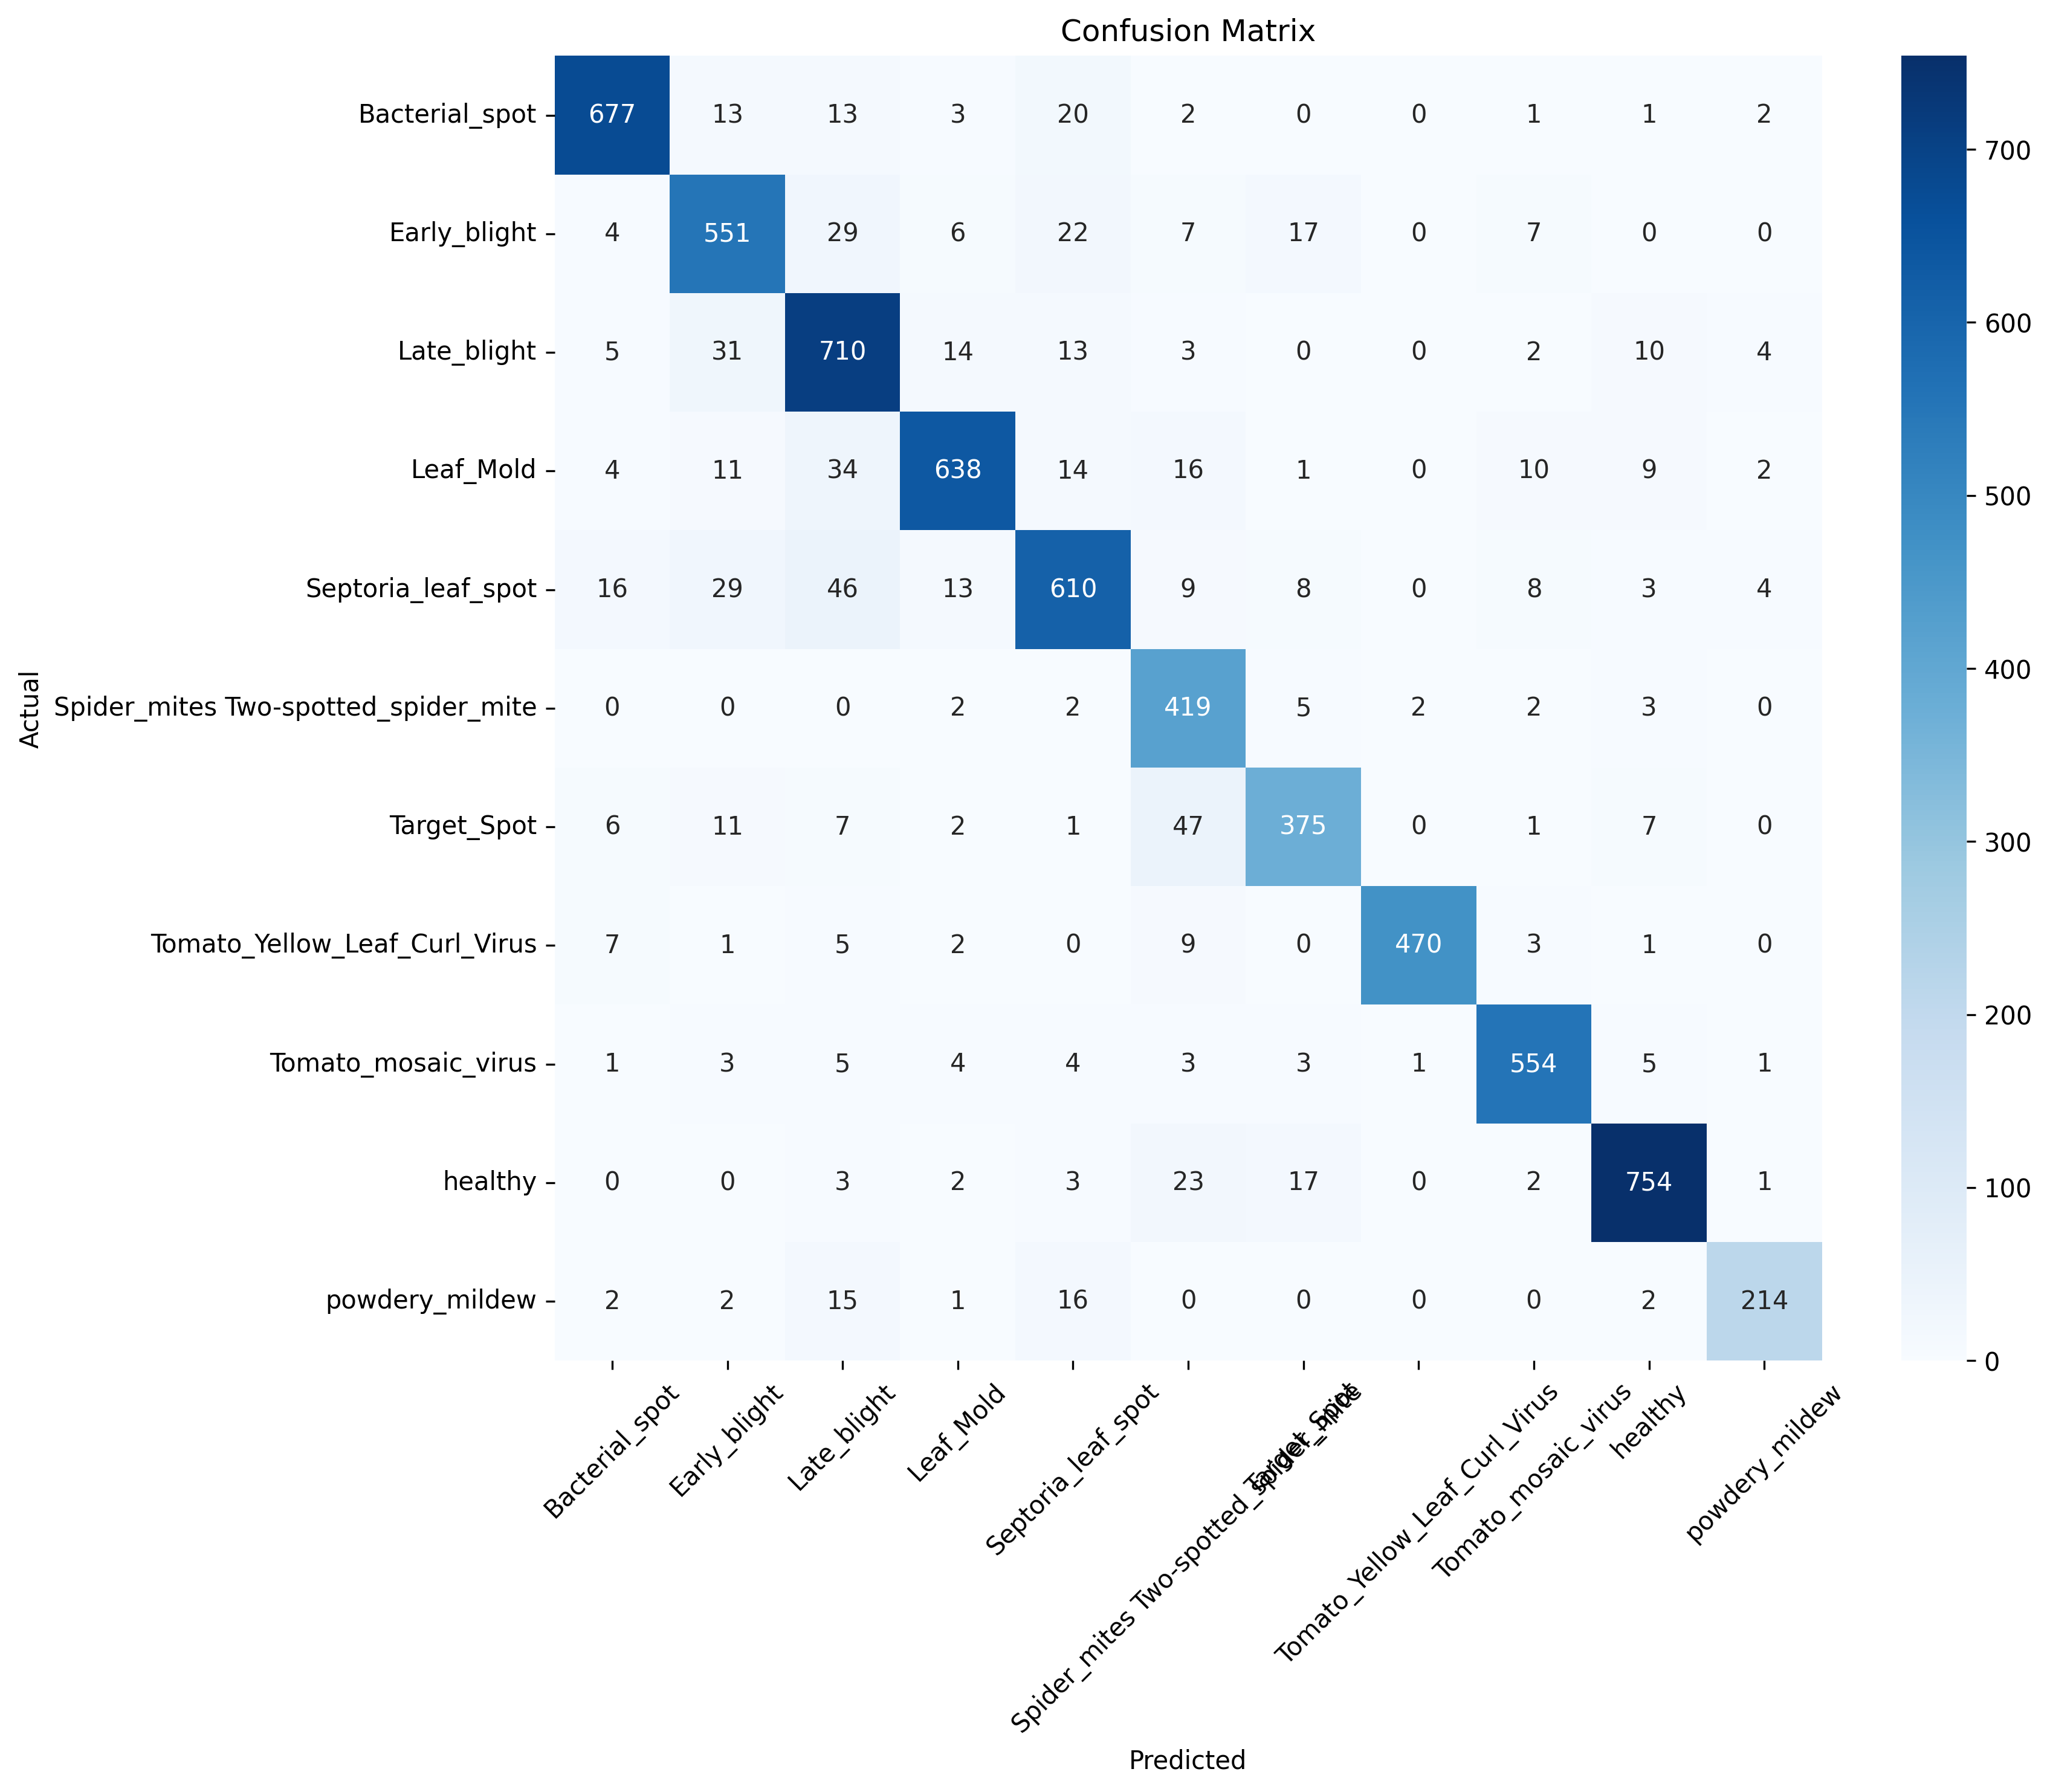 Confusion Matrix
Bacterial_spot 677 13 13 3 20 2 0 0 1 1 2
Early_blight 4 551 29 6 22 7 17 0 7 0 0
Late_blight 5 31 710 14 13 3 0 0 2 10 4
Leaf_Mold 4 11 34 638 14 16 1 0 10 9 2
Septoria_leaf_spot 16 29 46 13 610 9 8 0 8 3 4
Spider_mites Two-spotted_spider_mite 0 0 0 2 2 419 5 2 2 3 0
Target_Spot 6 11 7 2 1 47 375 0 1 7 0
Tomato_Yellow_Leaf_Curl_Virus 7 1 5 2 0 9 0 470 3 1 0
Tomato_mosaic_virus 1 3 5 4 4 3 3 1 554 5 1
healthy 0 0 3 2 3 23 17 0 2 754 1
powdery_mildew 2 2 15 1 16 0 0 0 0 2 214
Actual
Bacterial_spot
Early_blight
Late_blight
Leaf_Mold
Septoria_leaf_spot
Spider_mites Two-spotted_spider_mite
Target_Spot
Tomato_Yellow_Leaf_Curl_Virus
Tomato_mosaic_virus
healthy
powdery_mildew
Predicted
700
600
500
400
300
200
100
0